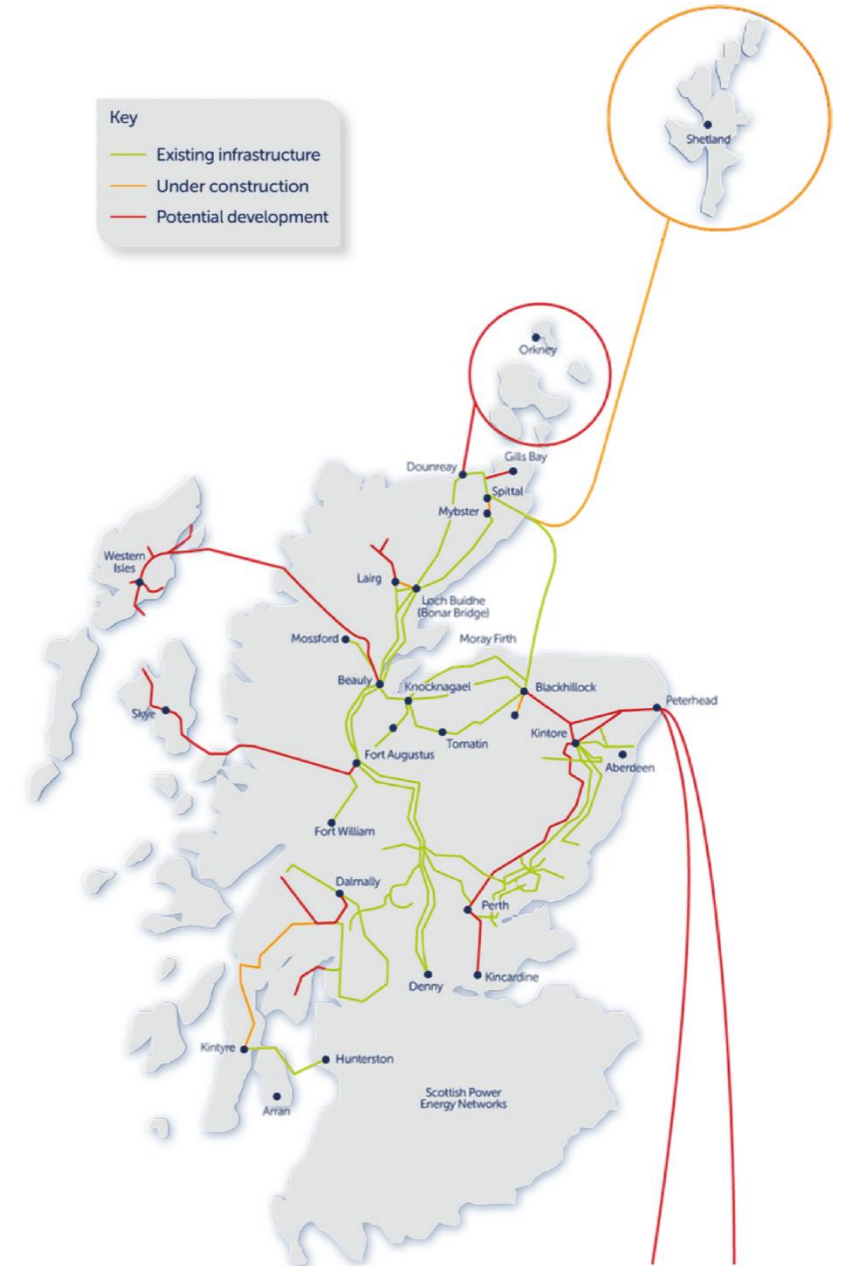 Key
Existing infrastructure
Under construction
Potential development
Shetland
Orkney
Gills Bay
Dounreay
Spittal
Mybster
Western
Isles
Lairg
Loch Buidhe
(Bonar Bridge)
Mossford
Moray Firth
Beauly
Knocknagael
Blackhillock
Peterhead
Skye
Kintore
Tomatin
Fort Augustus
Aberdeen
Fort William
Dalmally
Perth
Kincardine
Denny
Kintyre
Hunterston
Arran
Scottish Power
Energy Networks